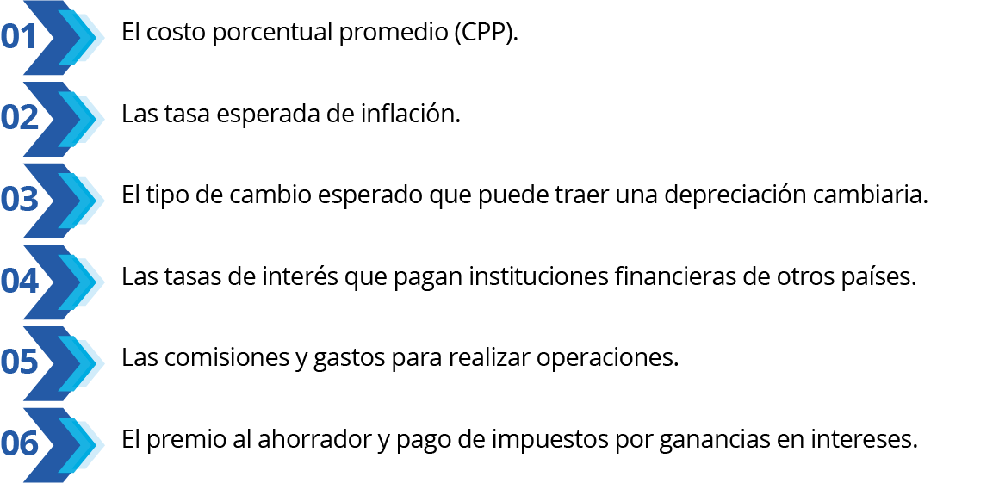 01 El costo porcentual promedio (CPP).
02 Las tasa esperada de inflación.
03 El tipo de cambio esperado que puede traer una depreciación cambiaria.
04 Las tasas de interés que pagan instituciones financieras de otros países.
05 Las comisiones y gastos para realizar operaciones.
06 El premio al ahorrador y pago de impuestos por ganancias en intereses.